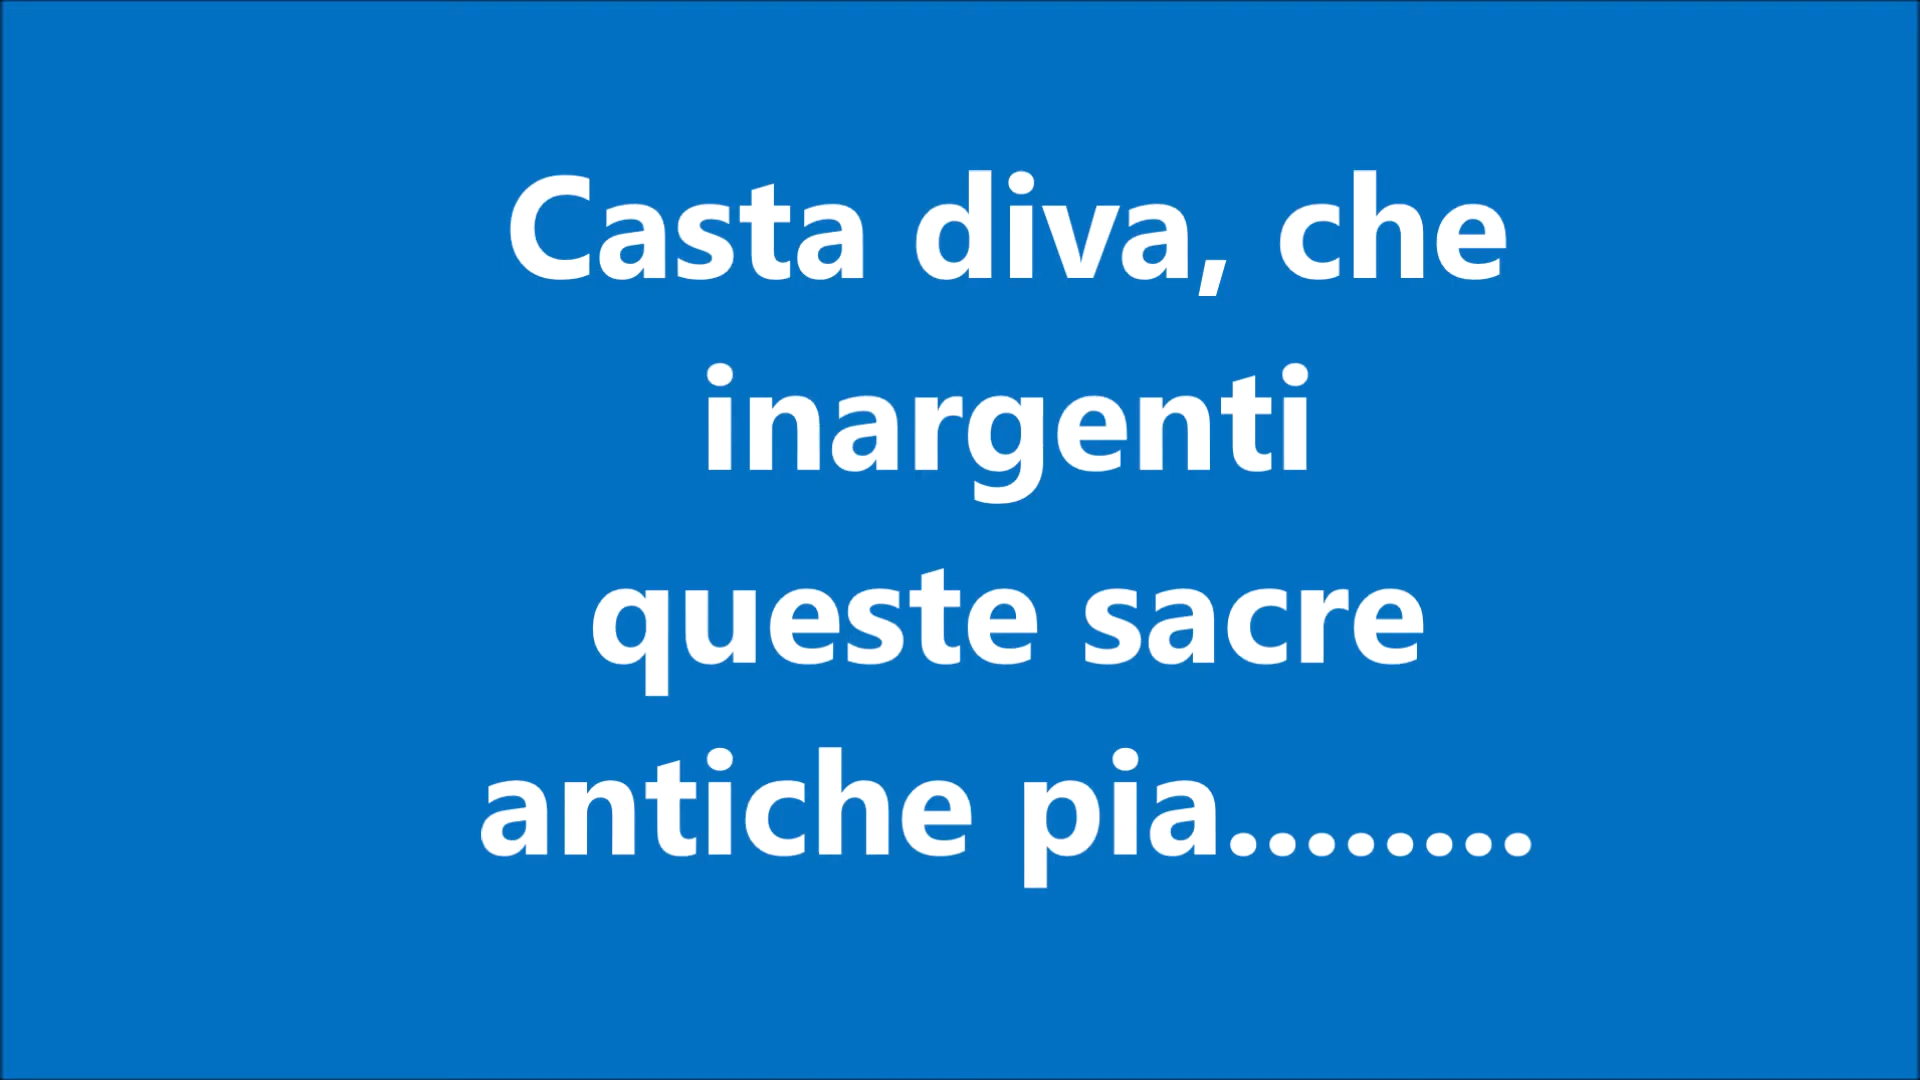 Casta diva, che
inargenti
queste sacre
antiche pia........